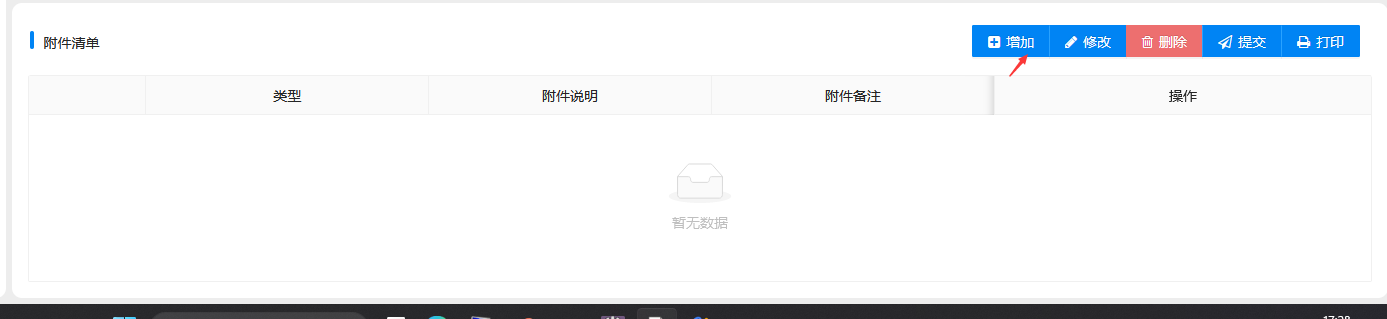 附件清单
增加 修改 删除 提交 打印
类型 附件说明 附件备注 操作
暂无数据